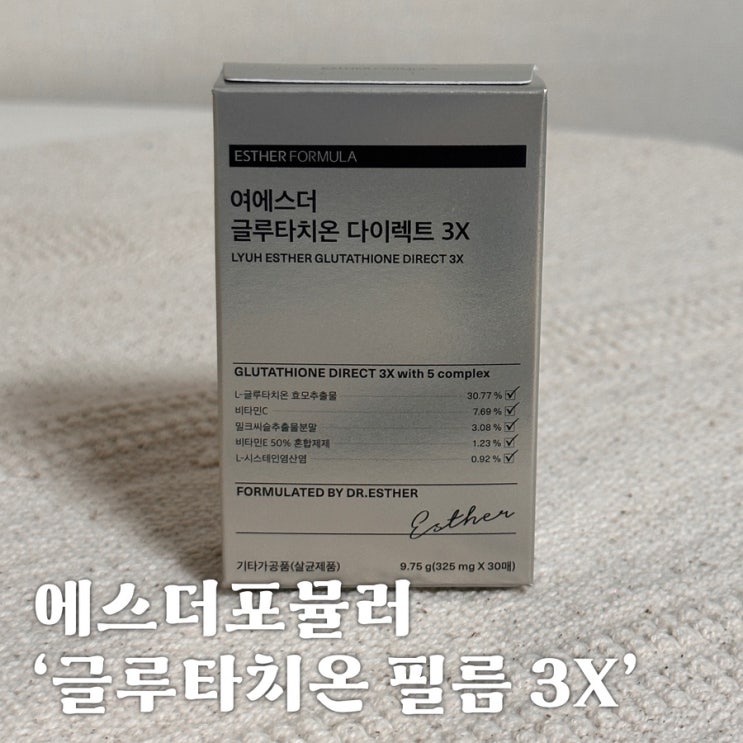 ESTHER FORMULA
여에스더
글루타치온 다이렉트 3X
LYUH ESTHER GLUTATHIONE DIRECT 3X
GLUTATHIONE DIRECT 3X with 5 complex
L-글루타치온 효모추출물 30.77 %
비타민C 7.69 %
밀크씨슬추출물분말 3.08 %
비타민E 50% 혼합제제 1.23 %
L-시스테인염산염 0.92 %
FORMULATED BY DR.ESTHER
Esther
기타가공품(살균제품) 9.75 g(325 mg X 30매)
에스더포뮬러
‘글루타치온 필름 3X’